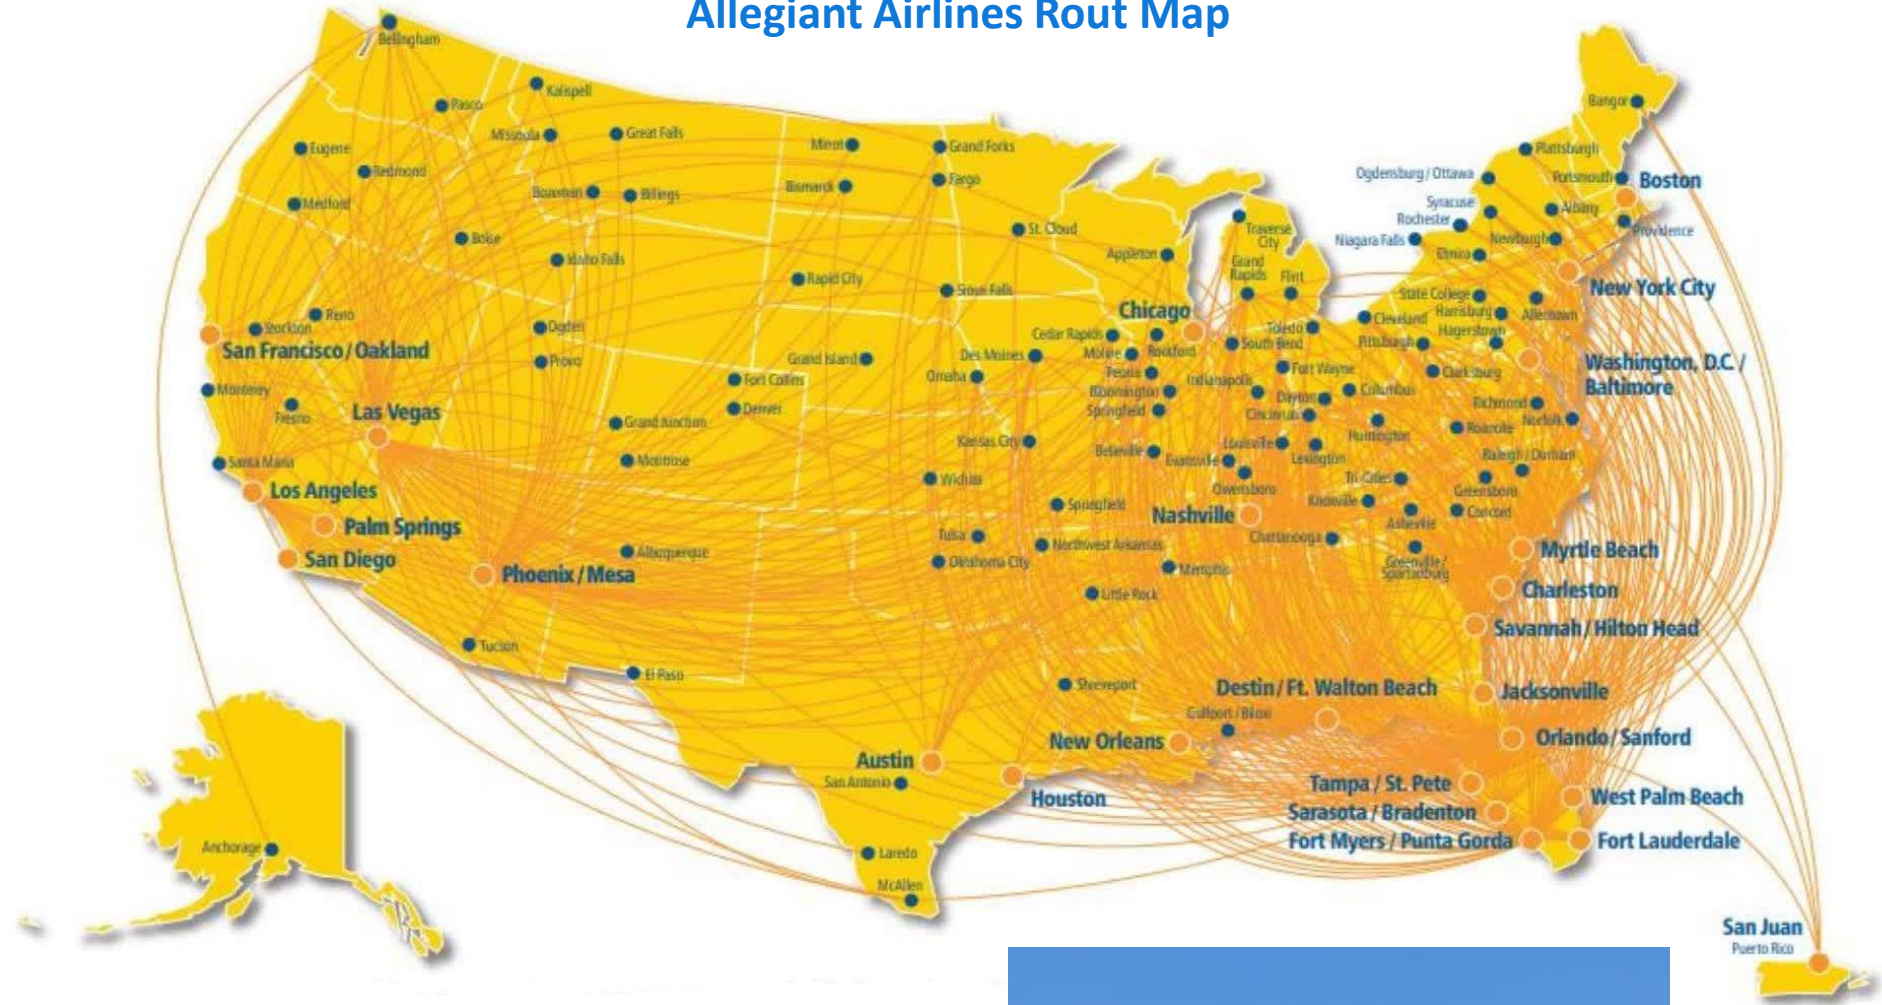 Allegiant Airlines Rout Map
Bellingham
Kalispell
Pasco
Missoula
Great Falls
Eugene
Redmond
Medford
Bozeman
Billings
Boise
Idaho Falls
Minot
Grand Forks
Bismarck
Fargo
St. Cloud
Rapid City
Sioux Falls
Appleton
Traverse
City
Grand
Rapids
Flint
Bangor
Plattsburgh
Ogdensburg / Ottawa
Portsmouth
Boston
Syracuse
Rochester
Albany
Providence
Niagara Falls
Newburgh
Elmira
New York City
State College
Harrisburg
Allentown
Hagerstown
Cleveland
Pittsburgh
Toledo
Chicago
Reno
Stockton
San Francisco / Oakland
Ogden
Provo
Monterey
Fresno
Las Vegas
Santa Maria
Los Angeles
Palm Springs
San Diego
Phoenix / Mesa
Tucson
Fort Collins
Denver
Grand Junction
Montrose
Albuquerque
El Paso
Grand Island
Omaha
Des Moines
Cedar Rapids
Moline
Rockford
South Bend
Peoria
Bloomington
Springfield
Indianapolis
Fort Wayne
Dayton
Columbus
Cincinnati
Clarksburg
Washington, D.C. /
Baltimore
Richmond
Norfolk
Roanoke
Huntington
Kansas City
Belleville
Evansville
Louisville
Lexington
Owensboro
Raleigh / Durham
Tri-Cities
Knoxville
Greensboro
Concord
Asheville
Wichita
Springfield
Nashville
Chattanooga
Greenville /
Spartanburg
Tulsa
Oklahoma City
Northwest Arkansas
Memphis
Little Rock
Myrtle Beach
Charleston
Savannah / Hilton Head
Jacksonville
Shreveport
Destin / Ft. Walton Beach
Gulfport / Biloxi
New Orleans
Orlando / Sanford
Austin
San Antonio
Houston
Tampa / St. Pete
Sarasota / Bradenton
Fort Myers / Punta Gorda
West Palm Beach
Fort Lauderdale
Laredo
McAllen
Anchorage
San Juan
Puerto Rico